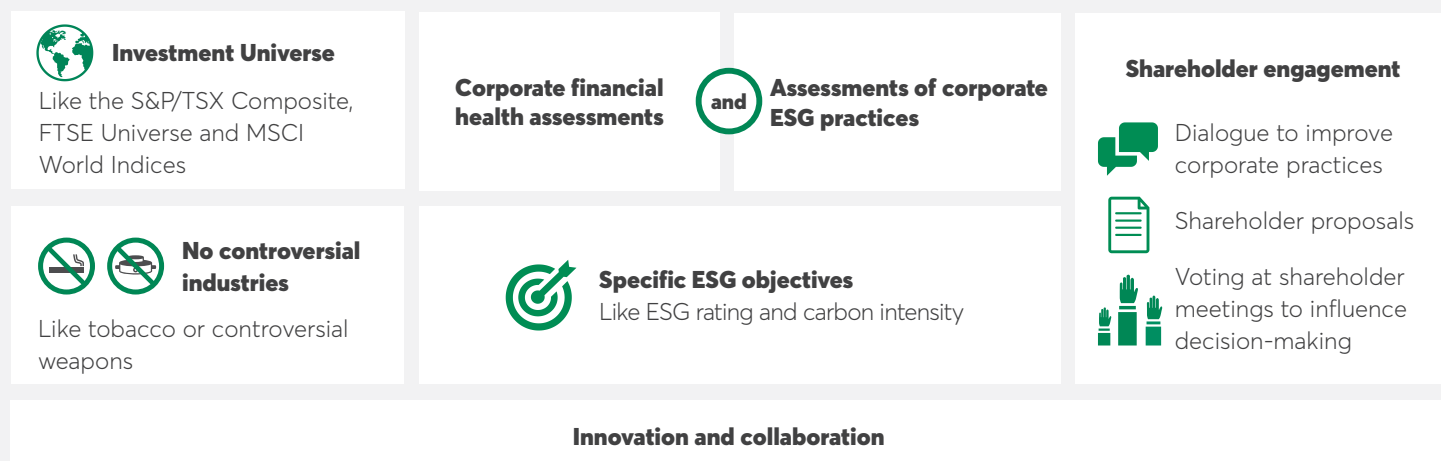 Investment Universe
Like the S&P/TSX Composite,
FTSE Universe and MSCI
World Indices
No controversial
industries
Like tobacco or controversial
weapons
Corporate financial
health assessments
and
Assessments of corporate
ESG practices
Specific ESG objectives
Like ESG rating and carbon intensity
Shareholder engagement
Dialogue to improve
corporate practices
Shareholder proposals
Voting at shareholder
meetings to influence
decision-making
Innovation and collaboration